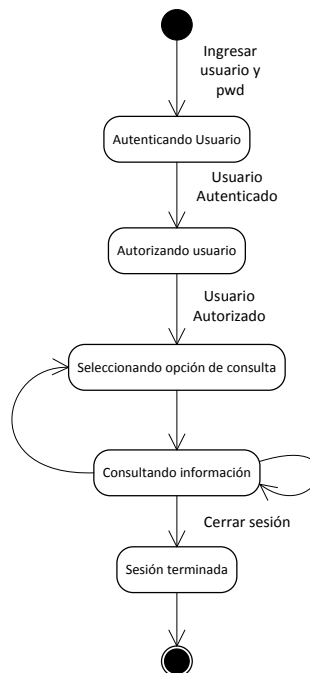 Ingresar
usuario y
pwd
Autenticando Usuario
Usuario
Autenticado
Autorizando usuario
Usuario
Autorizado
Seleccionando opción de consulta
Consultando información
Cerrar sesión
Sesión terminada